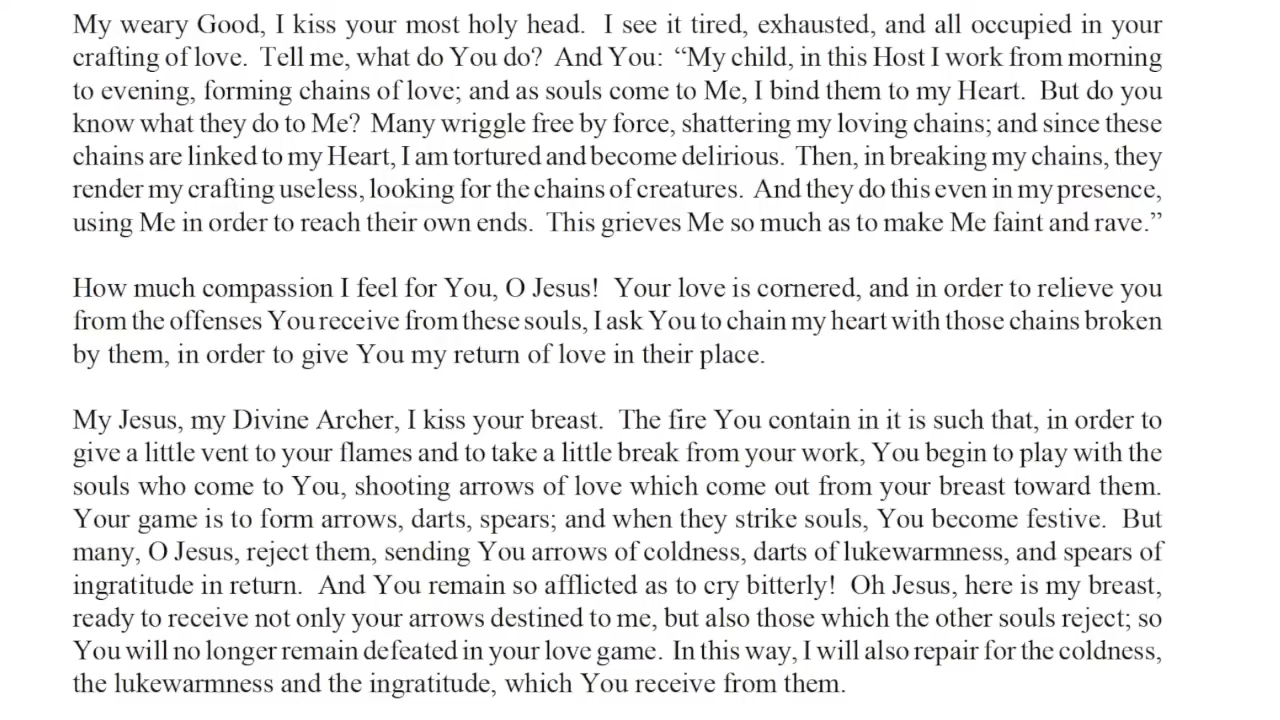 My weary Good, I kiss your most holy head.  I see it tired, exhausted, and all occupied in your
crafting of love.  Tell me, what do You do?  And You: “My child, in this Host I work from morning
to evening, forming chains of love; and as souls come to Me, I bind them to my Heart.  But do you
know what they do to Me?  Many wriggle free by force, shattering my loving chains; and since these
chains are linked to my Heart, I am tortured and become delirious.  Then, in breaking my chains, they
render my crafting useless, looking for the chains of creatures.  And they do this even in my presence,
using Me in order to reach their own ends.  This grieves Me so much as to make Me faint and rave.”
How much compassion I feel for You, O Jesus!  Your love is cornered, and in order to relieve you
from the offenses You receive from these souls, I ask You to chain my heart with those chains broken
by them, in order to give You my return of love in their place.
My Jesus, my Divine Archer, I kiss your breast.  The fire You contain in it is such that, in order to
give a little vent to your flames and to take a little break from your work, You begin to play with the
souls who come to You, shooting arrows of love which come out from your breast toward them.
Your game is to form arrows, darts, spears; and when they strike souls, You become festive.  But
many, O Jesus, reject them, sending You arrows of coldness, darts of lukewarmness, and spears of
ingratitude in return.  And You remain so afflicted as to cry bitterly!  Oh Jesus, here is my breast,
ready to receive not only your arrows destined to me, but also those which the other souls reject; so
You will no longer remain defeated in your love game.  In this way, I will also repair for the coldness,
the lukewarmness and the ingratitude, which You receive from them.